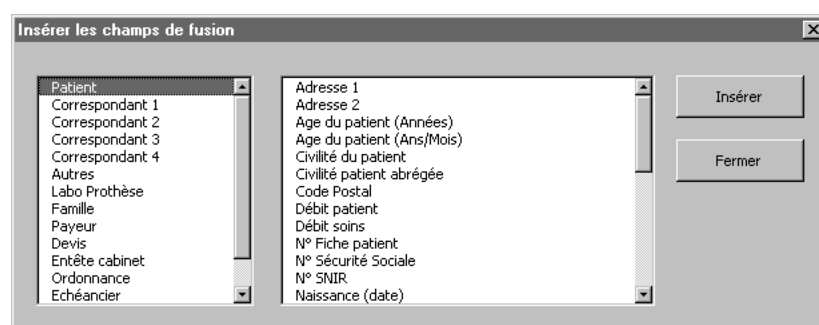 Insérer les champs de fusion
Patient
Correspondant 1
Correspondant 2
Correspondant 3
Correspondant 4
Autres
Labo Prothèse
Famille
Payeur
Devis
Entête cabinet
Ordonnance
Echéancier
Adresse 1
Adresse 2
Age du patient (Années)
Age du patient (Ans/Mois)
Civilité du patient
Civilité patient abrégée
Code Postal
Débit patient
Débit soins
N° Fiche patient
N° Sécurité Sociale
N° SNIR
Naissance (date)
Insérer
Fermer